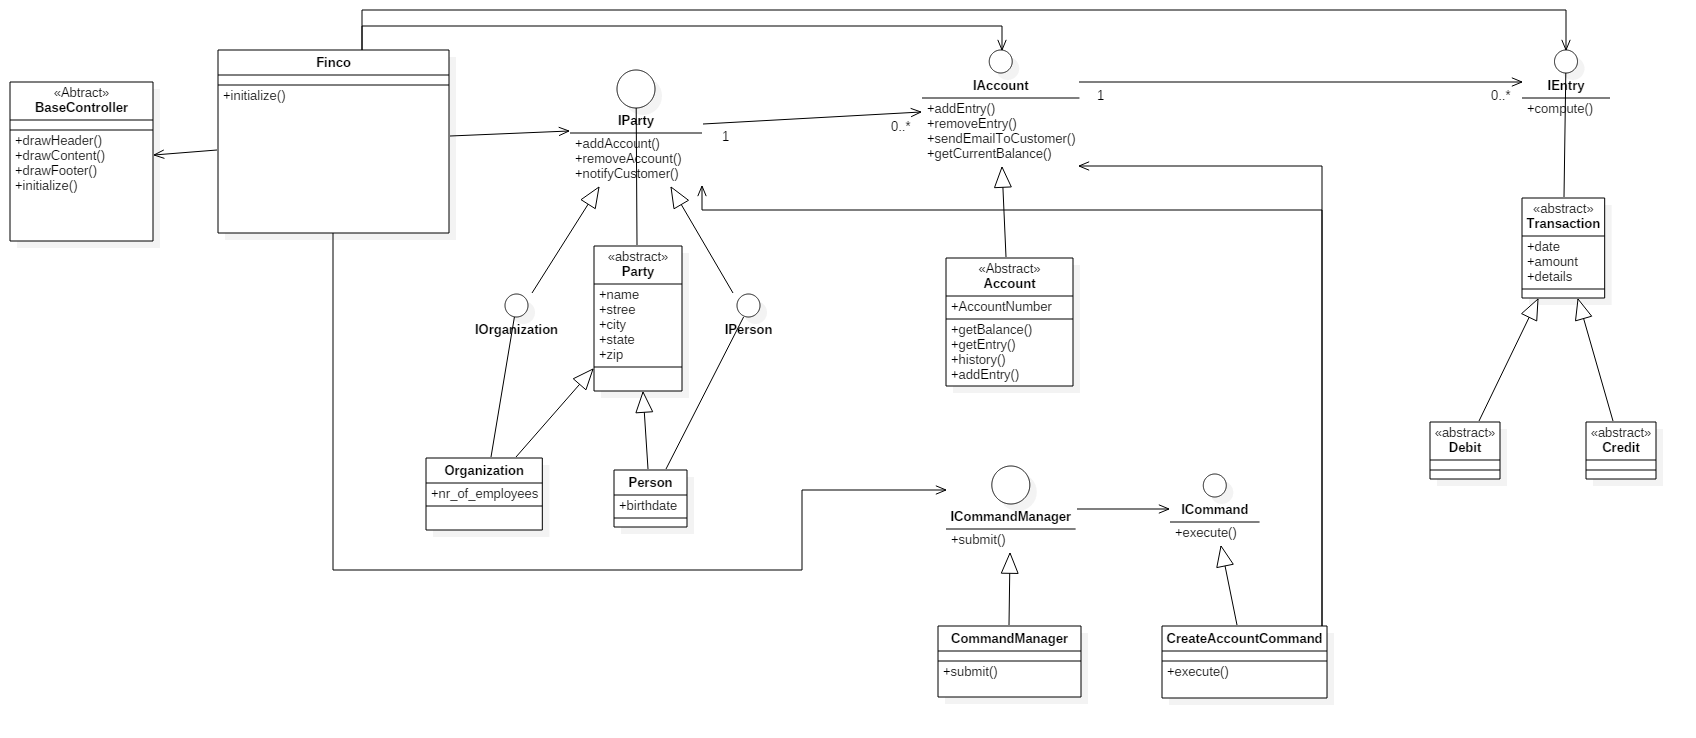 «Abtract»
BaseController
+drawHeader()
+drawContent()
+drawFooter()
+initialize()
Finco
+initialize()
IParty
+addAccount()
+removeAccount()
+notifyCustomer()
1
0..*
IAccount
+addEntry()
+removeEntry()
+sendEmailToCustomer()
+getCurrentBalance()
1
0..*
IEntry
+compute()
«abstract»
Transaction
+date
+amount
+details
«abstract»
Party
+name
+stree
+city
+state
+zip
IOrganization
IPerson
«Abstract»
Account
+AccountNumber
+getBalance()
+getEntry()
+history()
+addEntry()
«abstract»
Debit
«abstract»
Credit
Organization
+nr_of_employees
Person
+birthdate
ICommandManager
+submit()
ICommand
+execute()
CommandManager
+submit()
CreateAccountCommand
+execute()